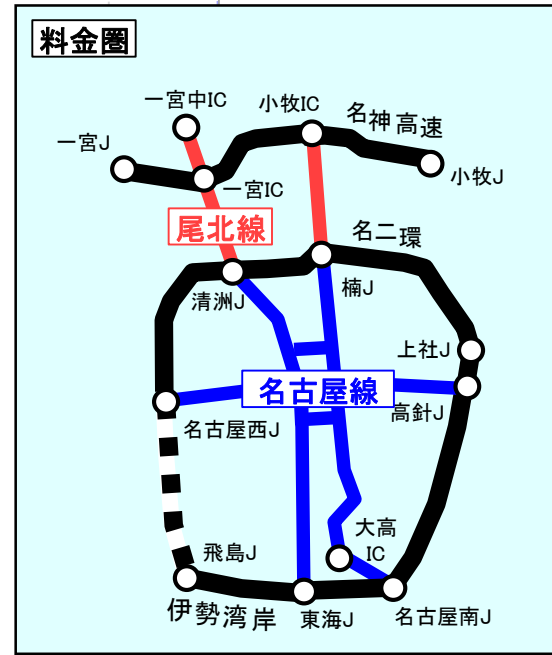 料金圏
一宮中IC
小牧IC
名神高速
一宮J
小牧J
一宮IC
尾北線
名二環
清洲J
楠J
上社J
名古屋線
高針J
名古屋西J
大高
IC
飛島J
伊勢湾岸
東海J
名古屋南J